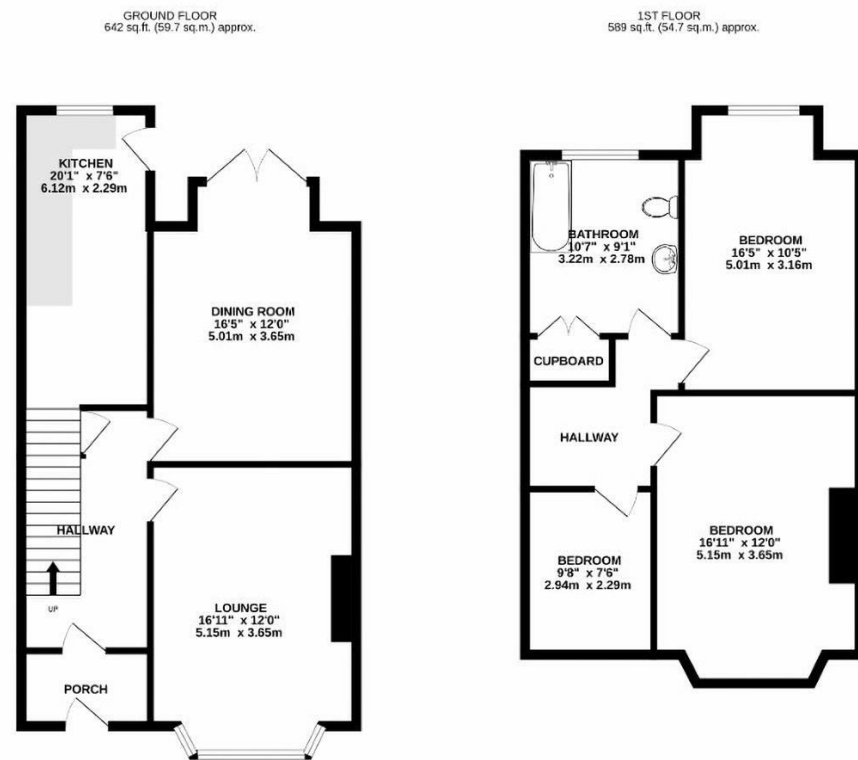 GROUND FLOOR
642 sq.ft. (59.7 sq.m.) approx.
KITCHEN
20'1" x 7'6"
6.12m x 2.29m
DINING ROOM
16'5" x 12'0"
5.01m x 3.65m
HALLWAY
UP
LOUNGE
16'11" x 12'0"
5.15m x 3.65m
PORCH
1ST FLOOR
589 sq.ft. (54.7 sq.m.) approx.
BATHROOM
10'7" x 9'1"
3.22m x 2.78m
BEDROOM
16'5" x 10'5"
5.01m x 3.16m
CUPBOARD
HALLWAY
BEDROOM
16'11" x 12'0"
5.15m x 3.65m
BEDROOM
9'8" x 7'6"
2.94m x 2.29m